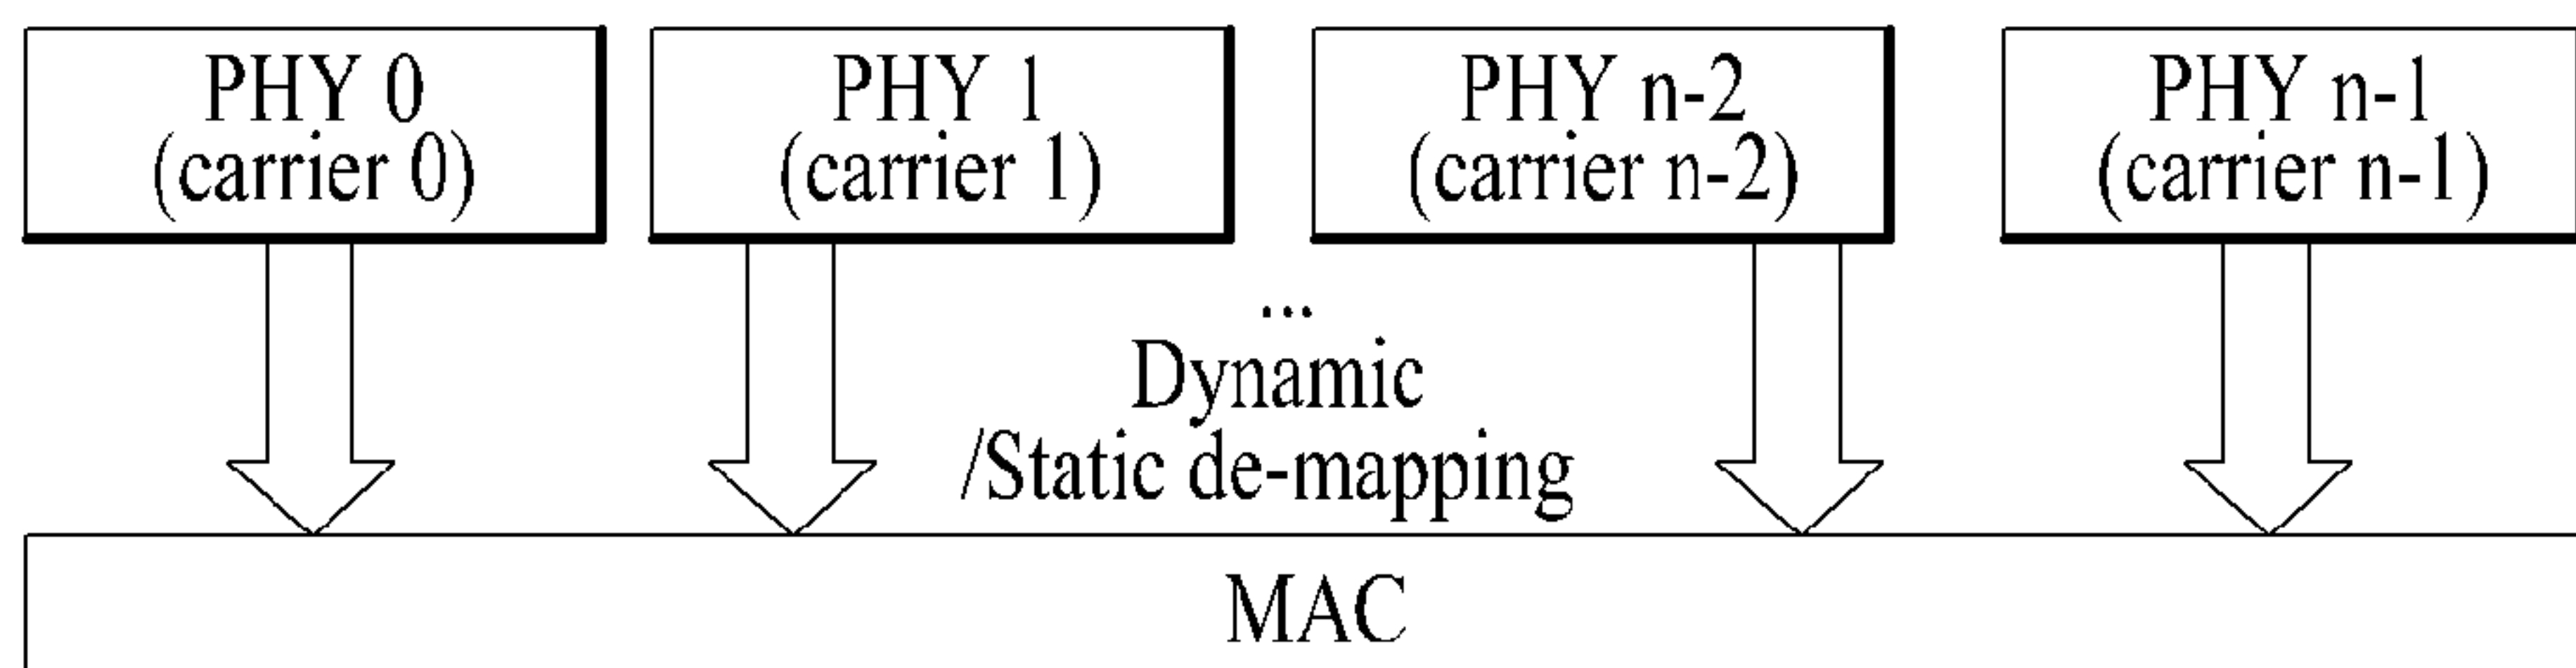 PHY 0
(carrier 0)
PHY 1
(carrier 1)
PHY n-2
(carrier n-2)
PHY n-1
(carrier n-1)
...
Dynamic
/Static de-mapping
MAC